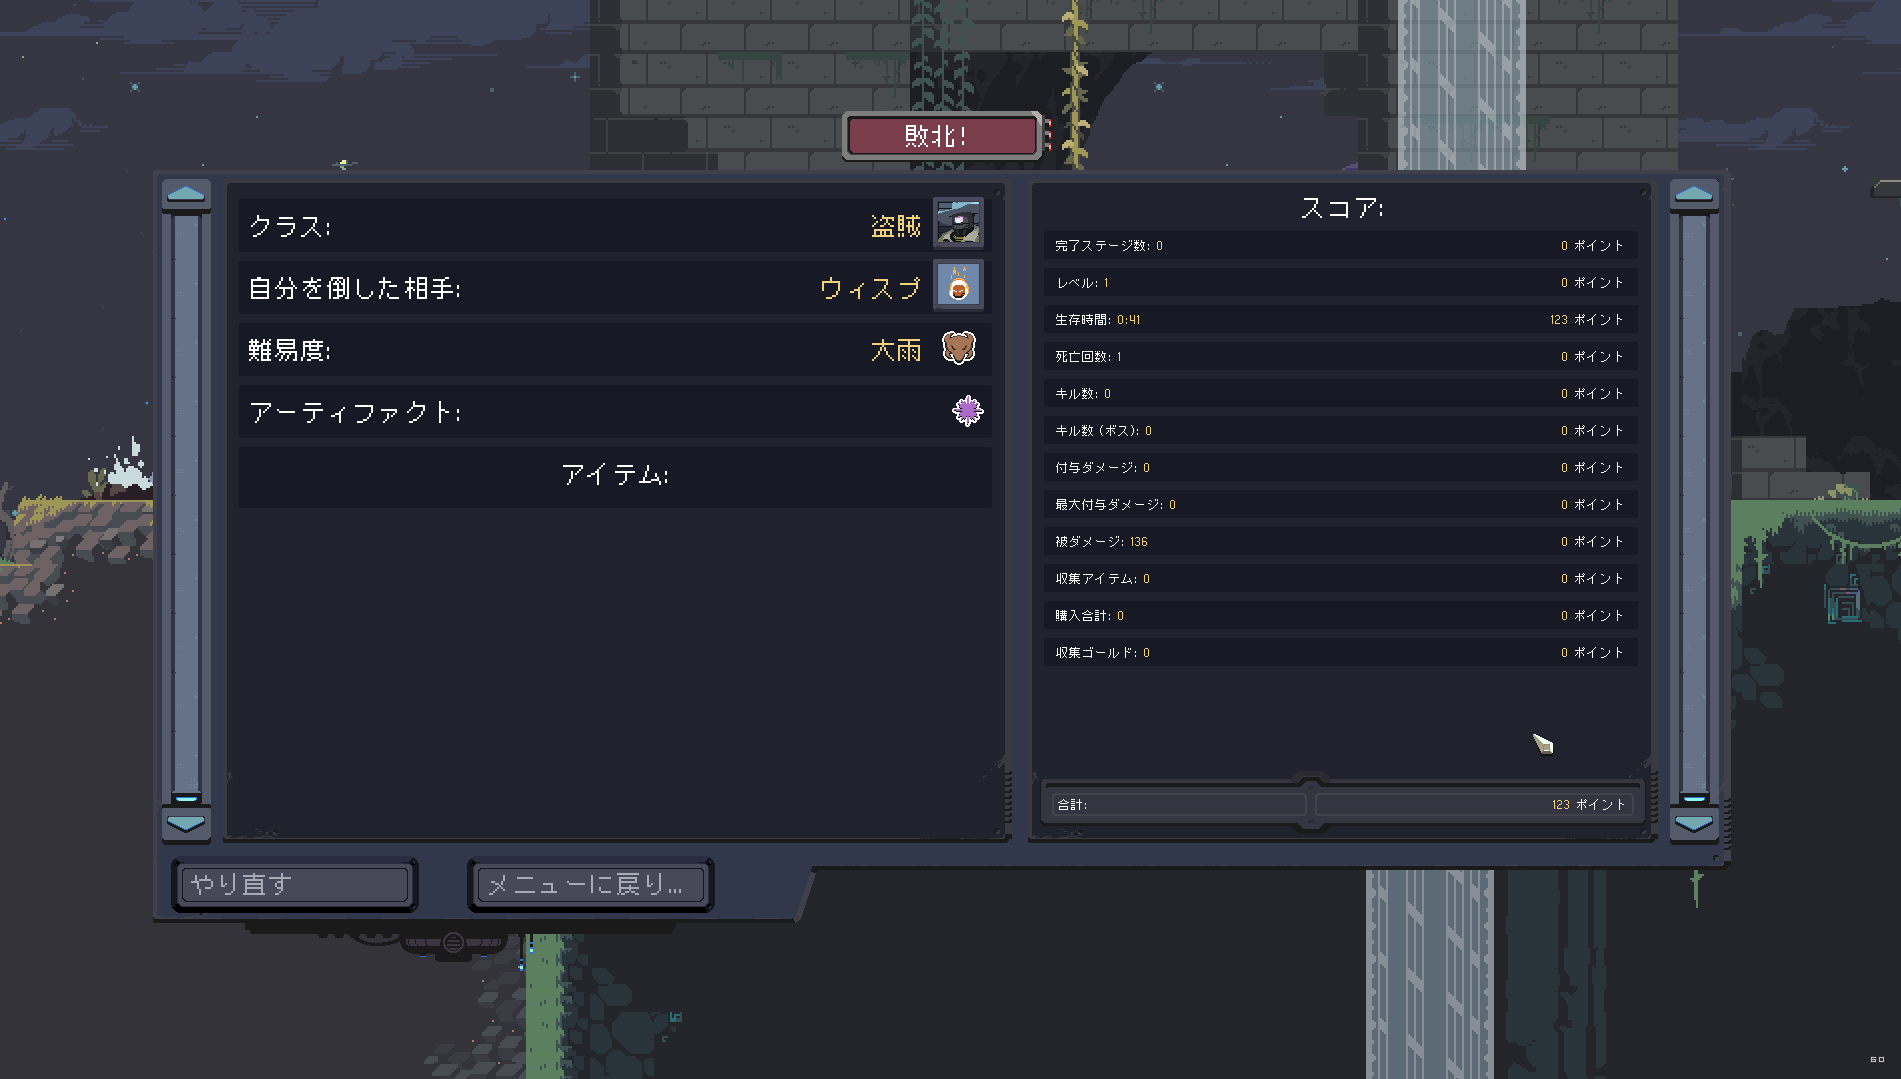 敗北!
クラス: 盗賊
自分を倒した相手: ウィスプ
難易度: 大雨
アーティファクト:
アイテム:
スコア:
完了ステージ数: 0 0 ポイント
レベル: 1 0 ポイント
生存時間: 0:41 123 ポイント
死亡回数: 1 0 ポイント
キル数: 0 0 ポイント
キル数 (ボス): 0 0 ポイント
付与ダメージ: 0 0 ポイント
最大付与ダメージ: 0 0 ポイント
被ダメージ: 136 0 ポイント
収集アイテム: 0 0 ポイント
購入合計: 0 0 ポイント
収集ゴールド: 0 0 ポイント
合計: 123 ポイント
やり直す
メニューに戻り...
60